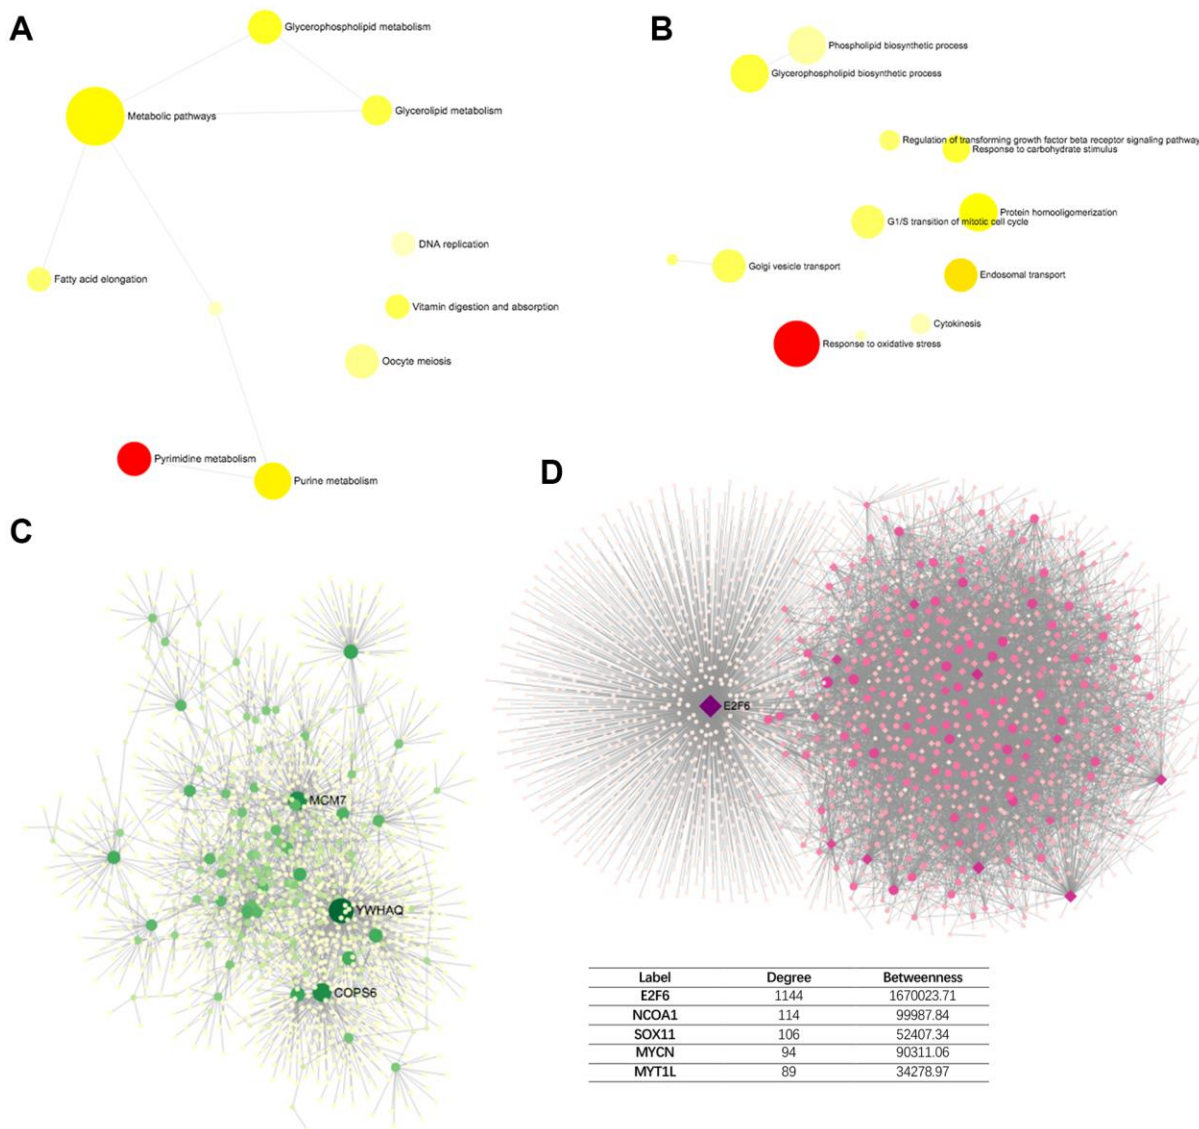 A
Glycerophospholipid metabolism
Metabolic pathways
Glycerolipid metabolism
DNA replication
Fatty acid elongation
Vitamin digestion and absorption
Oocyte meiosis
Pyrimidine metabolism
Purine metabolism
B
Phospholipid biosynthetic process
Glycerophospholipid biosynthetic process
Regulation of transforming growth factor beta receptor signaling pathway
Response to carbohydrate stimulus
Protein homooligomerization
G1/S transition of mitotic cell cycle
Golgi vesicle transport
Endosomal transport
Cytokinesis
Response to oxidative stress
C
MCM7
YWHAQ
COPS6
D
E2F6
Label Degree Betweenness
E2F6 1144 1670023.71
NCOA1 114 99987.84
SOX11 106 52407.34
MYCN 94 90311.06
MYT1L 89 34278.97